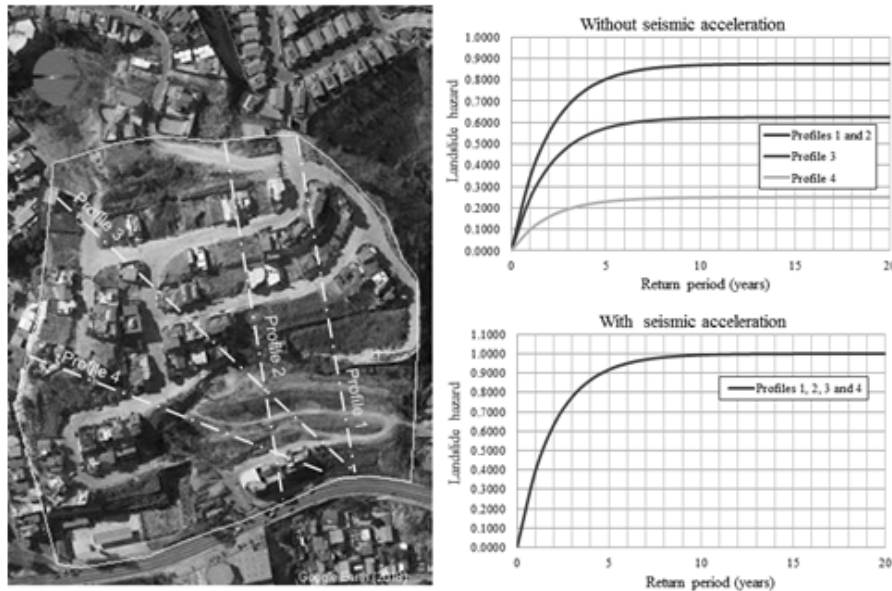 Profile 3
Profile 4
Profile 2
Profile 1
Google Earth (2018)
Without seismic acceleration
Landslide hazard
1.0000
0.9000
0.8000
0.7000
0.6000
0.5000
0.4000
0.3000
0.2000
0.1000
0.0000
Profiles 1 and 2
Profile 3
Profile 4
0 5 10 15 20
Return period (years)
With seismic acceleration
Landslide hazard
1.1000
1.0000
0.9000
0.8000
0.7000
0.6000
0.5000
0.4000
0.3000
0.2000
0.1000
0.0000
Profiles 1, 2, 3 and 4
0 5 10 15 20
Return period (years)